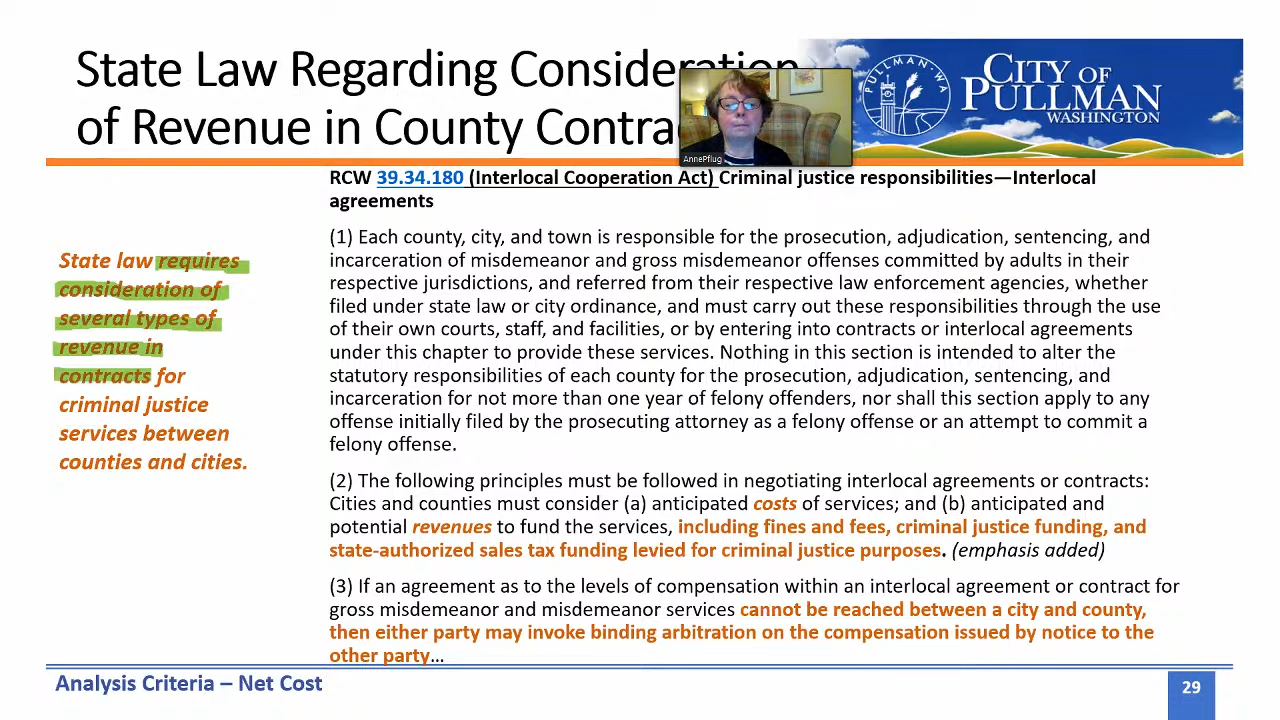 State Law Regarding Consideration
of Revenue in County Contra
PULLMAN·WA
CITY OF
PULLMAN
WASHINGTON
AnnePflug
RCW 39.34.180 (Interlocal Cooperation Act) Criminal justice responsibilities—Interlocal
agreements
State law requires
consideration of
several types of
revenue in
contracts for
criminal justice
services between
counties and cities.
(1) Each county, city, and town is responsible for the prosecution, adjudication, sentencing, and
incarceration of misdemeanor and gross misdemeanor offenses committed by adults in their
respective jurisdictions, and referred from their respective law enforcement agencies, whether
filed under state law or city ordinance, and must carry out these responsibilities through the use
of their own courts, staff, and facilities, or by entering into contracts or interlocal agreements
under this chapter to provide these services. Nothing in this section is intended to alter the
statutory responsibilities of each county for the prosecution, adjudication, sentencing, and
incarceration for not more than one year of felony offenders, nor shall this section apply to any
offense initially filed by the prosecuting attorney as a felony offense or an attempt to commit a
felony offense.
(2) The following principles must be followed in negotiating interlocal agreements or contracts:
Cities and counties must consider (a) anticipated costs of services; and (b) anticipated and
potential revenues to fund the services, including fines and fees, criminal justice funding, and
state-authorized sales tax funding levied for criminal justice purposes. (emphasis added)
(3) If an agreement as to the levels of compensation within an interlocal agreement or contract for
gross misdemeanor and misdemeanor services cannot be reached between a city and county,
then either party may invoke binding arbitration on the compensation issued by notice to the
other party…
Analysis Criteria – Net Cost
29